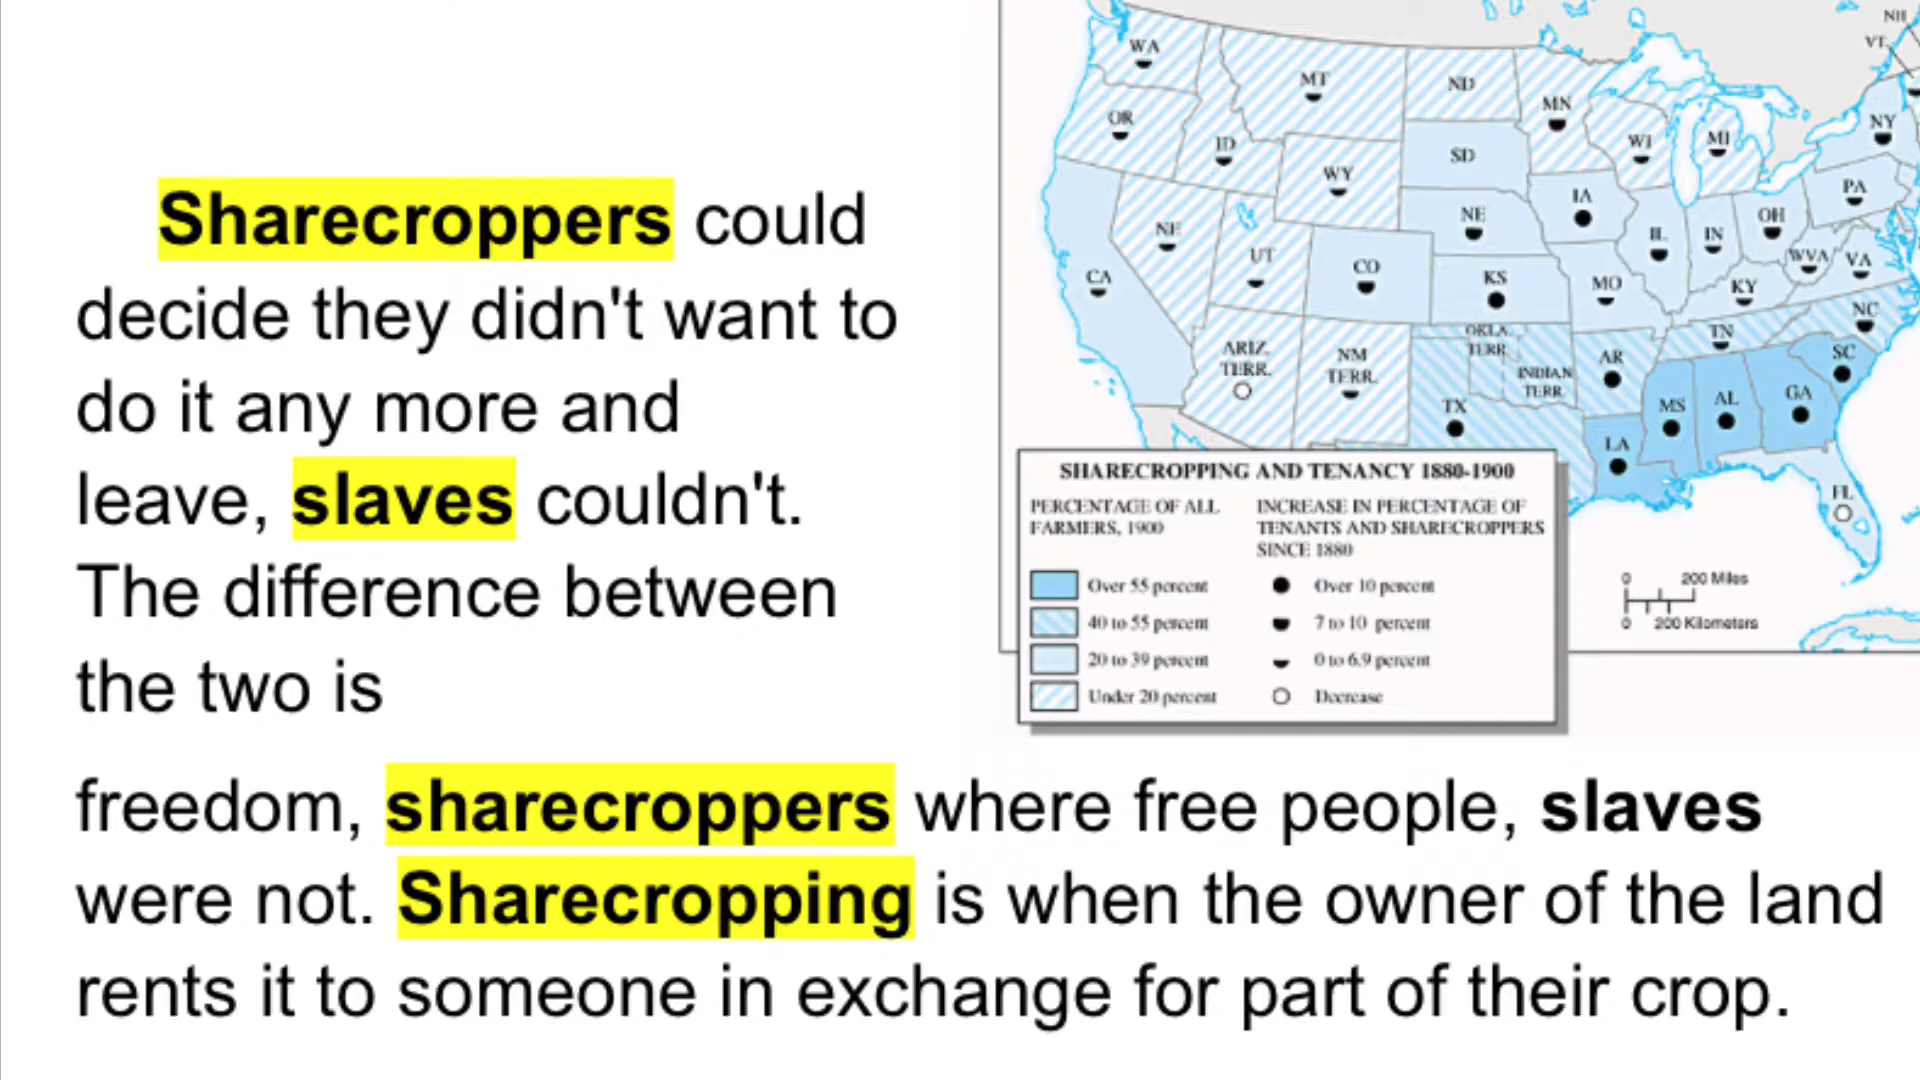 Sharecroppers could
decide they didn't want to
do it any more and
leave, slaves couldn't.
The difference between
the two is
freedom, sharecroppers where free people, slaves
were not. Sharecropping is when the owner of the land
rents it to someone in exchange for part of their crop.
NH
VT
WA
MT
ND
MN
OR
ID
WI
MI
NY
WY
SD
IA
PA
NE
UT
CO
NE
IL
IN
OH
WVA
VA
CA
KS
MO
KY
NC
ARIZ.
TERR.
NM
TERR.
OKLA.
TERR.
INDIAN
TERR.
TN
AR
SC
TX
MS
AL
GA
LA
FL
SHARECROPPING AND TENANCY 1880-1900
PERCENTAGE OF ALL
FARMERS, 1900
Over 55 percent
40 to 55 percent
20 to 39 percent
Under 20 percent
INCREASE IN PERCENTAGE OF
TENANTS AND SHARECROPPERS
SINCE 1880
Over 10 percent
7 to 10 percent
0 to 6.9 percent
Decrease
0 200 Miles
0 200 Kilometers